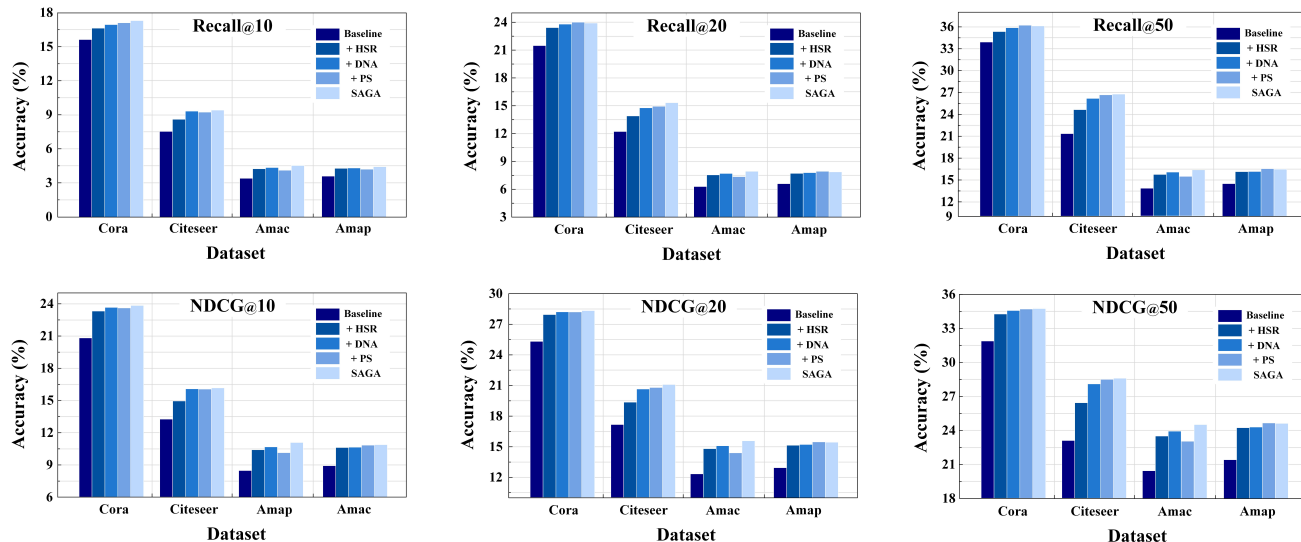 Recall@10
Accuracy (%)
18
15
12
9
6
3
0
Baseline
+ HSR
+ DNA
+ PS
SAGA
Cora Citeseer Amac Amap
Dataset
Recall@20
Accuracy (%)
24
21
18
15
12
9
6
3
Baseline
+ HSR
+ DNA
+ PS
SAGA
Cora Citeseer Amac Amap
Dataset
Recall@50
Accuracy (%)
36
33
30
27
24
21
18
15
12
9
Baseline
+ HSR
+ DNA
+ PS
SAGA
Cora Citeseer Amac Amap
Dataset
NDCG@10
Accuracy (%)
24
21
18
15
12
9
6
Baseline
+ HSR
+ DNA
+ PS
SAGA
Cora Citeseer Amap Amac
Dataset
NDCG@20
Accuracy (%)
30
27
24
21
18
15
12
Baseline
+ HSR
+ DNA
+ PS
SAGA
Cora Citeseer Amac Amap
Dataset
NDCG@50
Accuracy (%)
36
33
30
27
24
21
18
Baseline
+ HSR
+ DNA
+ PS
SAGA
Cora Citeseer Amac Amap
Dataset